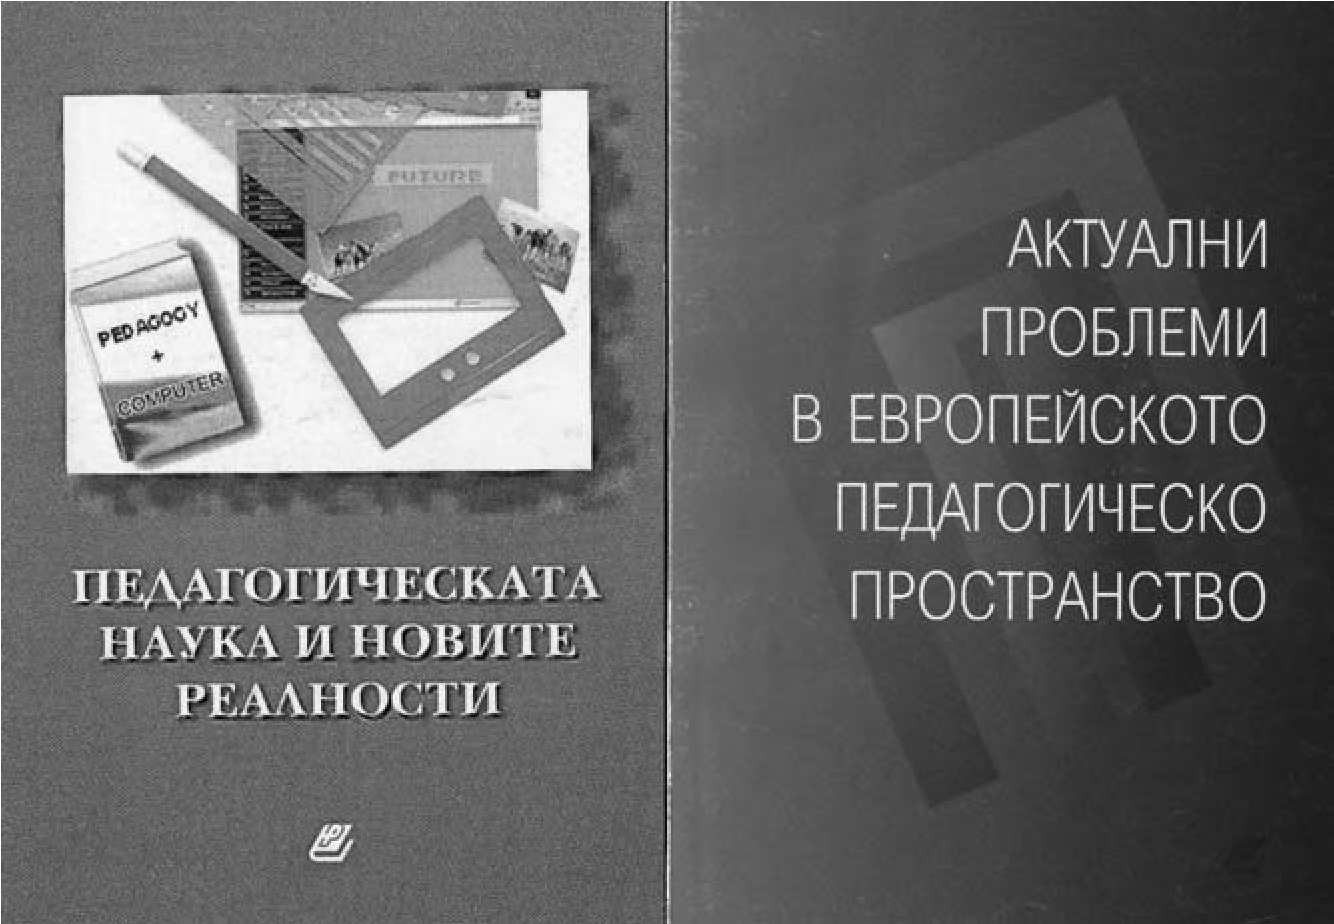 FUTURE
PEDAGOGY
+
COMPUTER
ПЕДАГОГИЧЕСКАТА
НАУКА И НОВИТЕ
РЕАЛНОСТИ
АКТУАЛНИ
ПРОБЛЕМИ
В ЕВРОПЕЙСКОТО
ПЕДАГОГИЧЕСКО
ПРОСТРАНСТВО